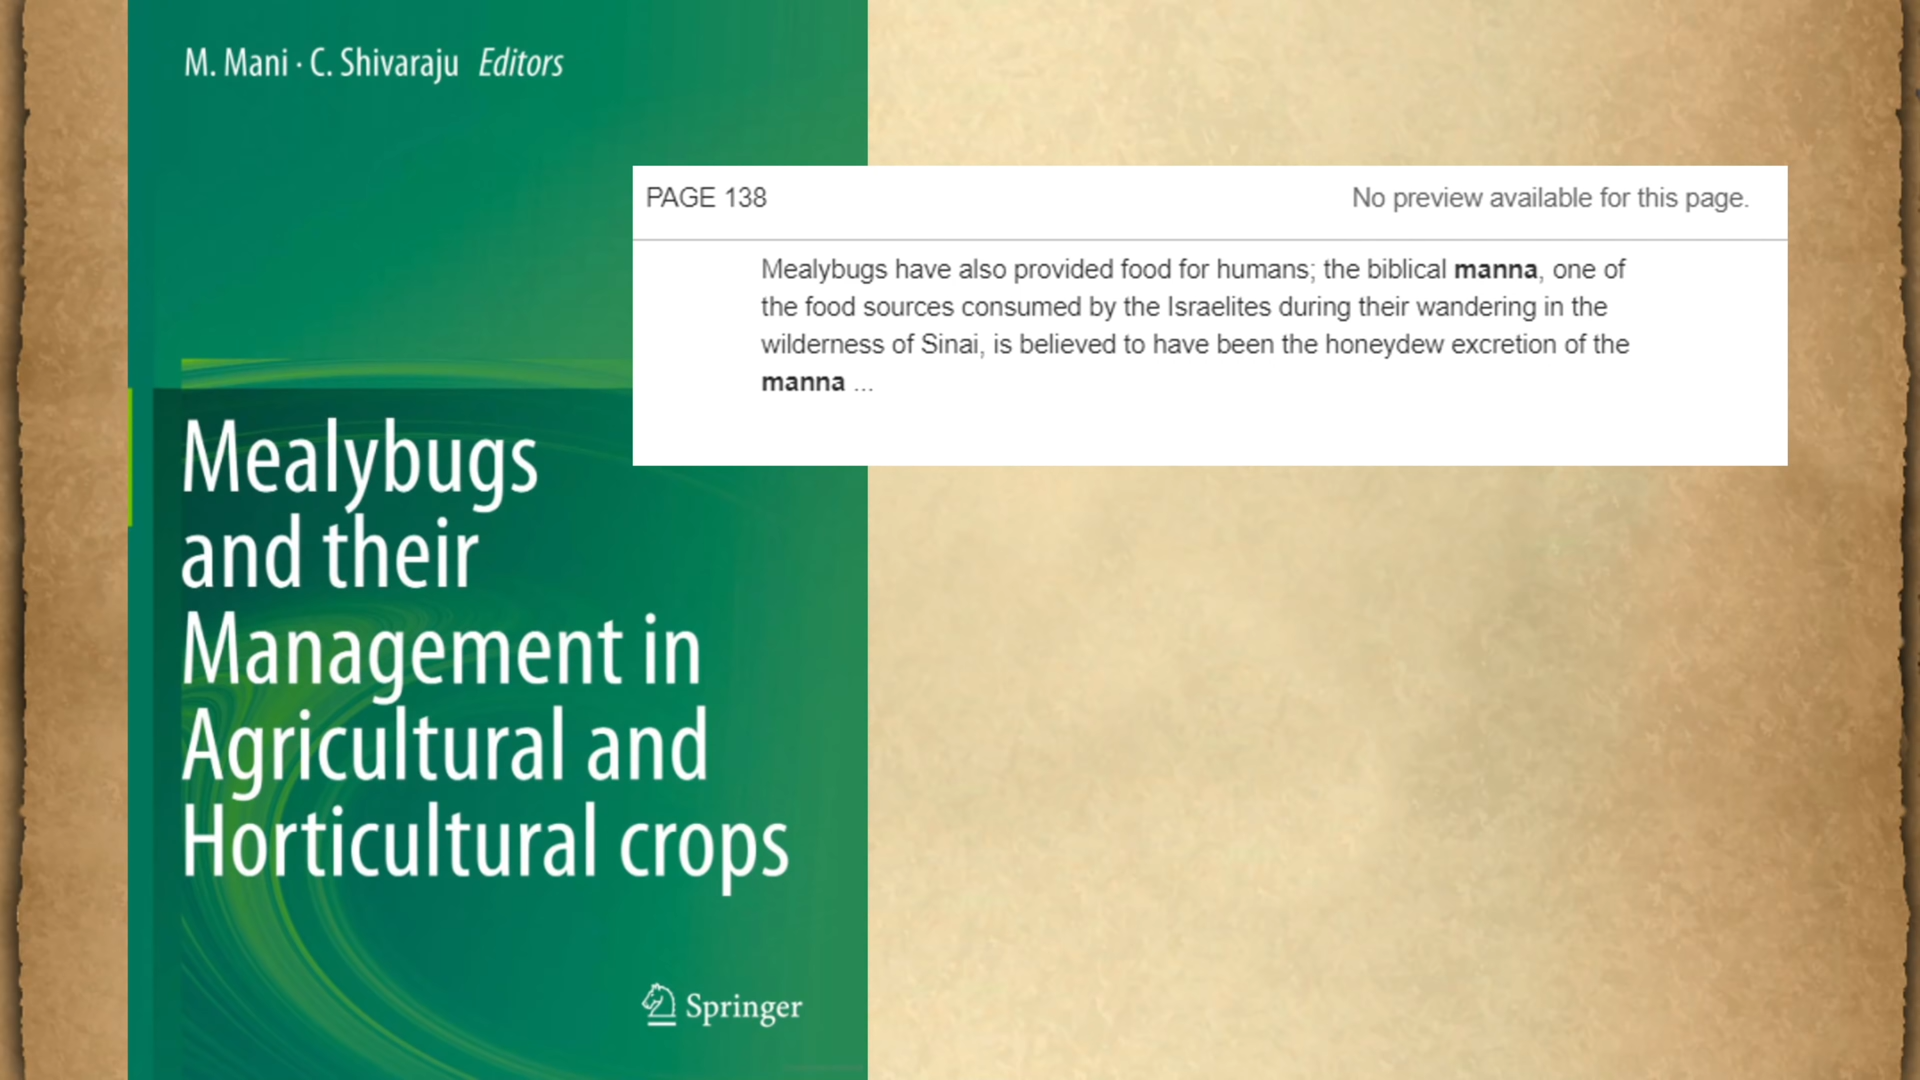 M. Mani · C. Shivaraju Editors
PAGE 138
No preview available for this page.
Mealybugs have also provided food for humans; the biblical manna, one of
the food sources consumed by the Israelites during their wandering in the
wilderness of Sinai, is believed to have been the honeydew excretion of the
manna ...
Mealybugs
and their
Management in
Agricultural and
Horticultural crops
Springer